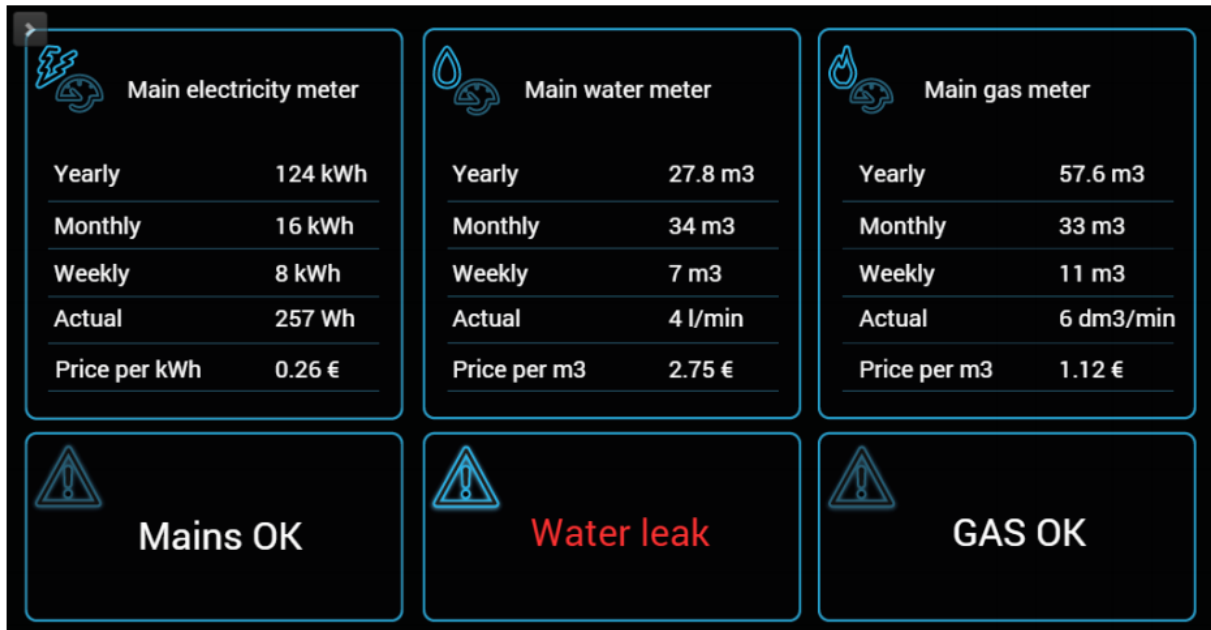 Main electricity meter
Yearly 124 kWh
Monthly 16 kWh
Weekly 8 kWh
Actual 257 Wh
Price per kWh 0.26 €
Main water meter
Yearly 27.8 m3
Monthly 34 m3
Weekly 7 m3
Actual 4 l/min
Price per m3 2.75 €
Main gas meter
Yearly 57.6 m3
Monthly 33 m3
Weekly 11 m3
Actual 6 dm3/min
Price per m3 1.12 €
Mains OK
Water leak
GAS OK